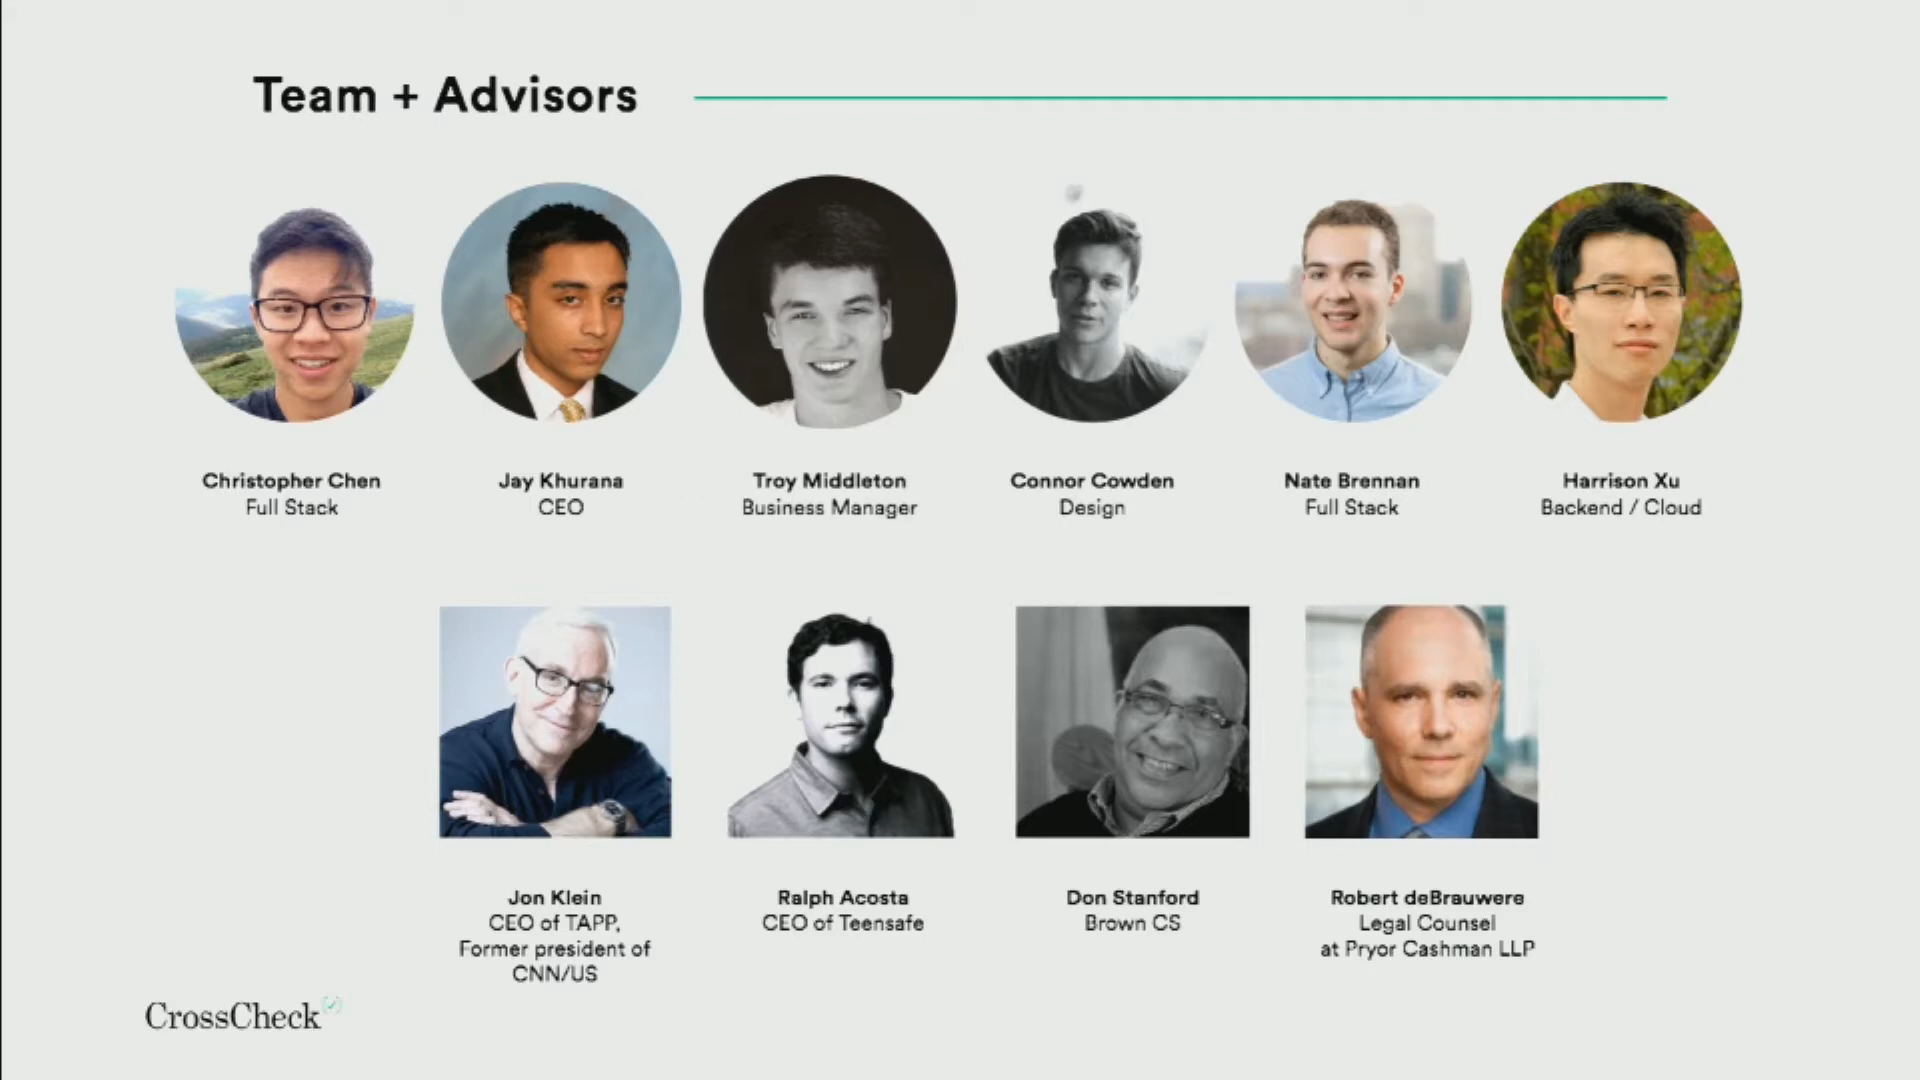 Team + Advisors
Christopher Chen
Full Stack
Jay Khurana
CEO
Troy Middleton
Business Manager
Connor Cowden
Design
Nate Brennan
Full Stack
Harrison Xu
Backend / Cloud
Jon Klein
CEO of TAPP,
Former president of
CNN/US
Ralph Acosta
CEO of Teensafe
Don Stanford
Brown CS
Robert deBrauwere
Legal Counsel
at Pryor Cashman LLP
CrossCheck